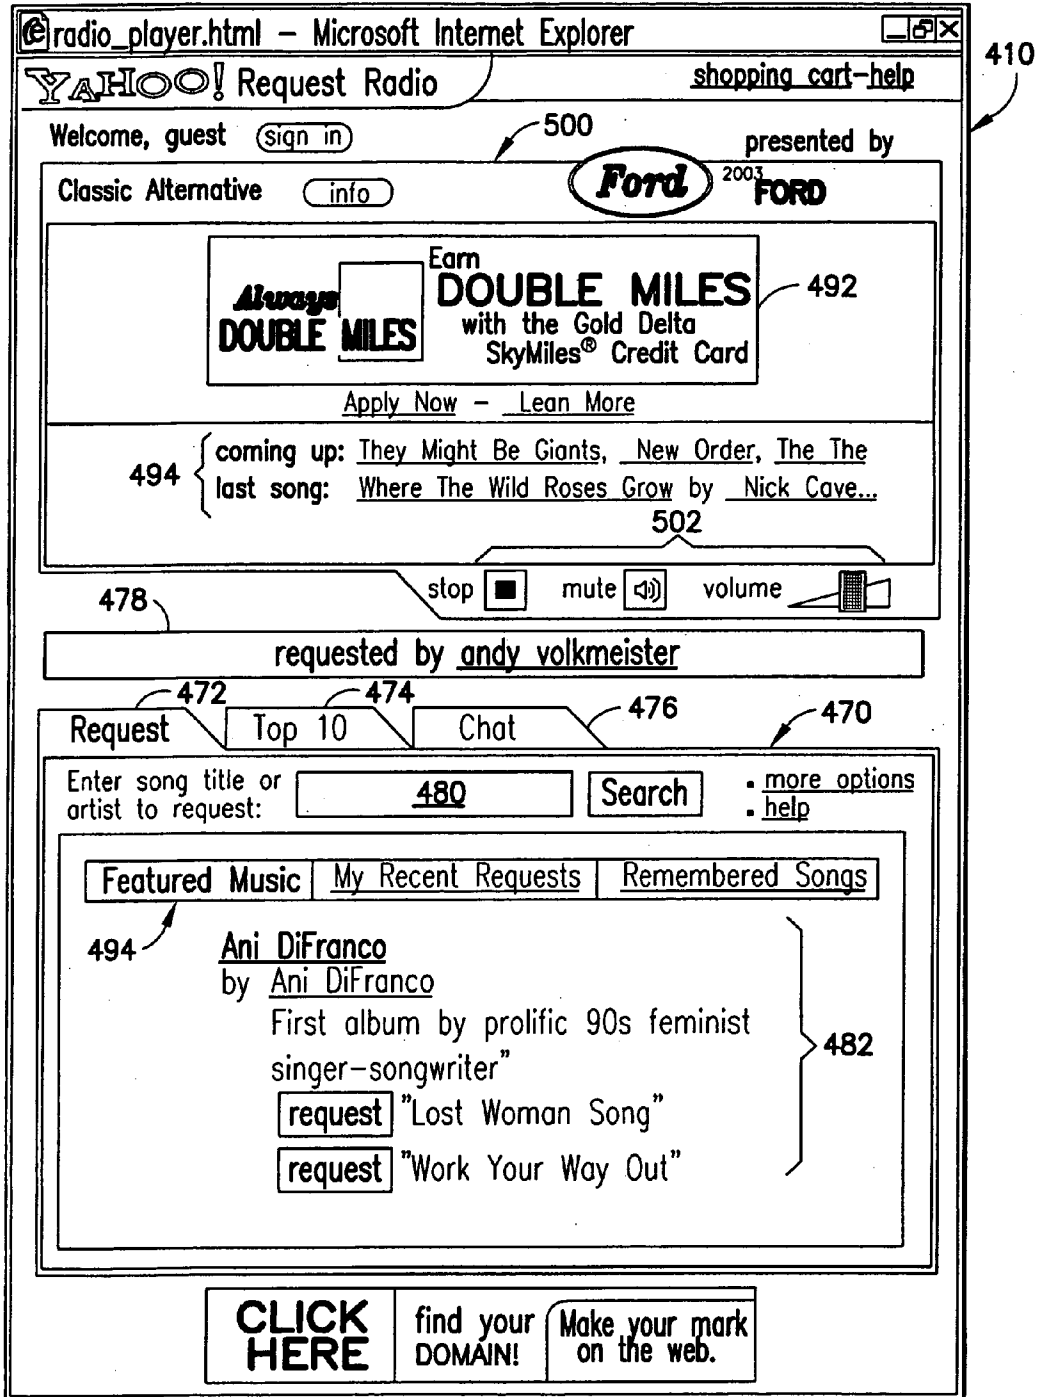 radio_player.html - Microsoft Internet Explorer
410
YAHOO! Request Radio shopping cart-help
Welcome, guest sign in 500 presented by
Classic Alternative info Ford 2003 FORD
Earn
Always DOUBLE MILES 492
DOUBLE MILES with the Gold Delta
SkyMiles® Credit Card
Apply Now - Lean More
494 coming up: They Might Be Giants, New Order, The The
last song: Where The Wild Roses Grow by Nick Cave...
502
stop mute volume
478
requested by andy volkmeister
472 474 476 470
Request Top 10 Chat
Enter song title or 480 Search . more options
artist to request: . help
Featured Music My Recent Requests Remembered Songs
494
Ani DiFranco
by Ani DiFranco
First album by prolific 90s feminist
482
singer-songwriter"
request "Lost Woman Song"
request "Work Your Way Out"
CLICK HERE
find your DOMAIN!
Make your mark on the web.